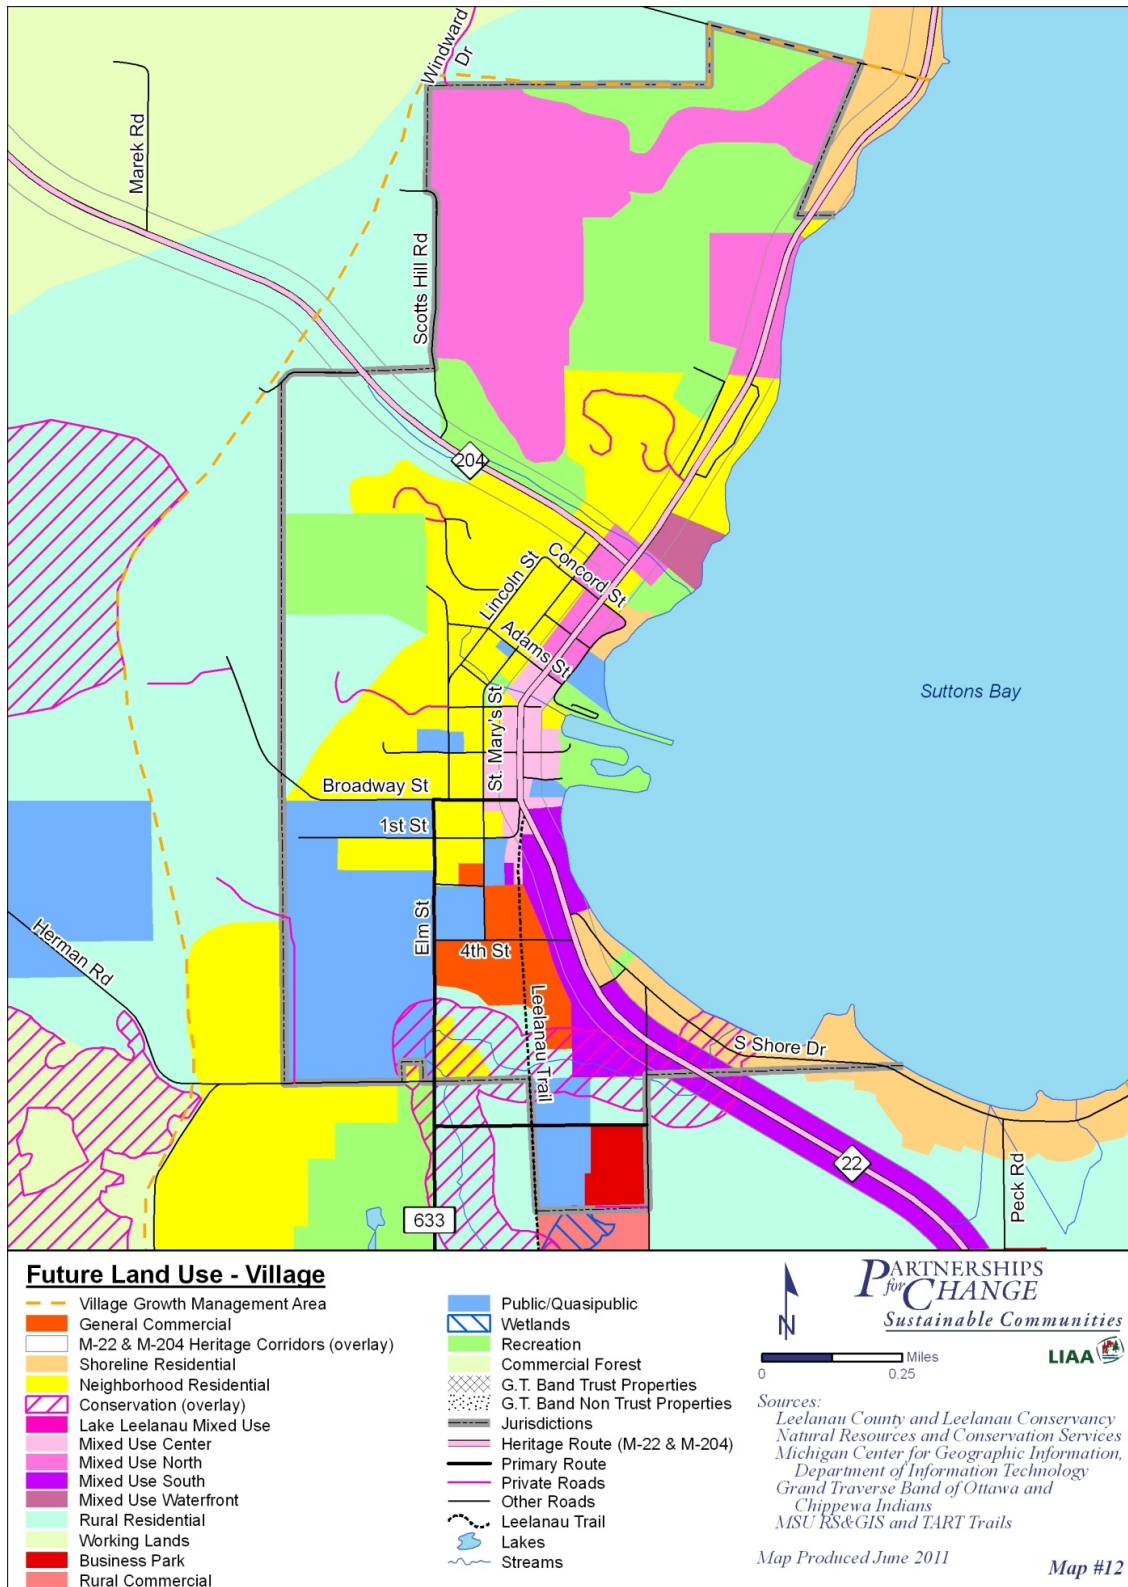 Windward
Dr
Marek Rd
Scotts Hill Rd
204
Concord St
Lincoln St
Adams St
St. Mary's St
Suttons Bay
Broadway St
1st St
Elm St
4th St
Herman Rd
Leelanau Trail
S Shore Dr
22
Peck Rd
633
Future Land Use - Village
Village Growth Management Area
General Commercial
M-22 & M-204 Heritage Corridors (overlay)
Shoreline Residential
Neighborhood Residential
Conservation (overlay)
Lake Leelanau Mixed Use
Mixed Use Center
Mixed Use North
Mixed Use South
Mixed Use Waterfront
Rural Residential
Working Lands
Business Park
Rural Commercial
Public/Quasipublic
Wetlands
Recreation
Commercial Forest
G.T. Band Trust Properties
G.T. Band Non Trust Properties
Jurisdictions
Heritage Route (M-22 & M-204)
Primary Route
Private Roads
Other Roads
Leelanau Trail
Lakes
Streams
N
PARTNERSHIPS
for CHANGE
Sustainable Communities
Miles
0 0.25
LIAA
Sources:
Leelanau County and Leelanau Conservancy
Natural Resources and Conservation Services
Michigan Center for Geographic Information,
Department of Information Technology
Grand Traverse Band of Ottawa and
Chippewa Indians
MSU RS&GIS and TART Trails
Map Produced June 2011
Map #12